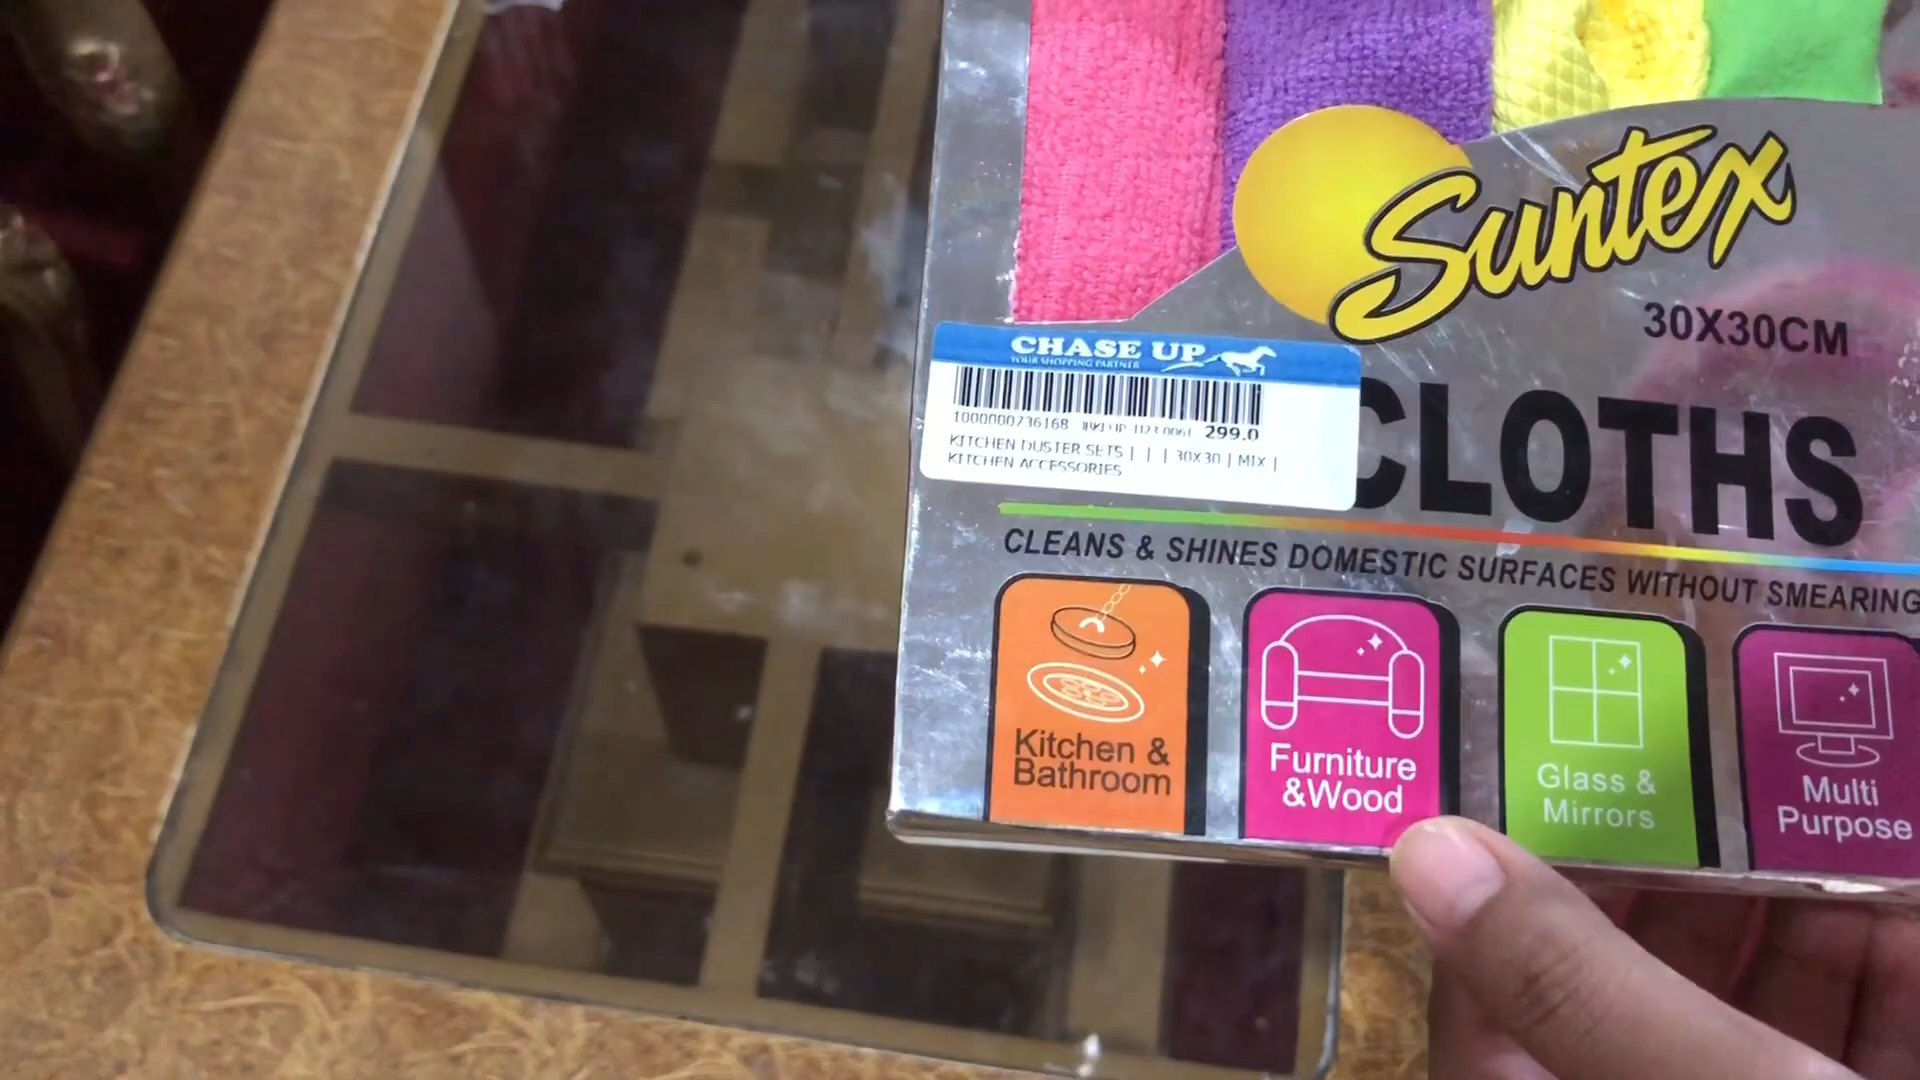 Suntex
30X30CM
CHASE UP
YOUR SHOPPING PARTNER
1000000736168 299.0
KITCHEN DUSTER SETS | | | 30X30 | MIX |
KITCHEN ACCESSORIES
CLOTHS
CLEANS & SHINES DOMESTIC SURFACES WITHOUT SMEARING
Kitchen &
Bathroom
Furniture
&Wood
Glass &
Mirrors
Multi
Purpose